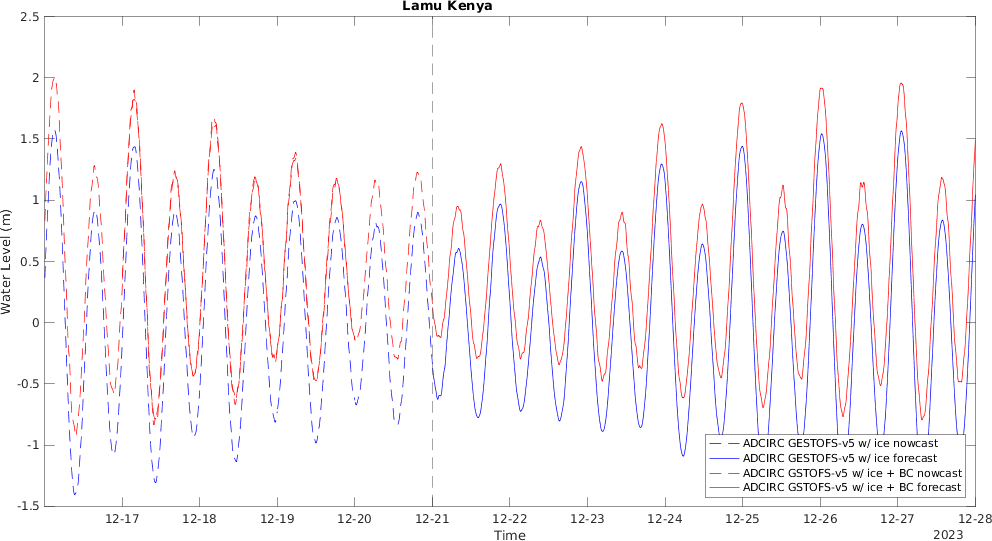 Lamu Kenya
2.5
2
1.5
1
0.5
0
-0.5
-1
-1.5
Water Level (m)
ADCIRC GESTOFS-v5 w/ ice nowcast
ADCIRC GESTOFS-v5 w/ ice forecast
ADCIRC GSTOFS-v5 w/ ice + BC nowcast
ADCIRC GSTOFS-v5 w/ ice + BC forecast
12-17 12-18 12-19 12-20 12-21 12-22 12-23 12-24 12-25 12-26 12-27 12-28
Time
2023